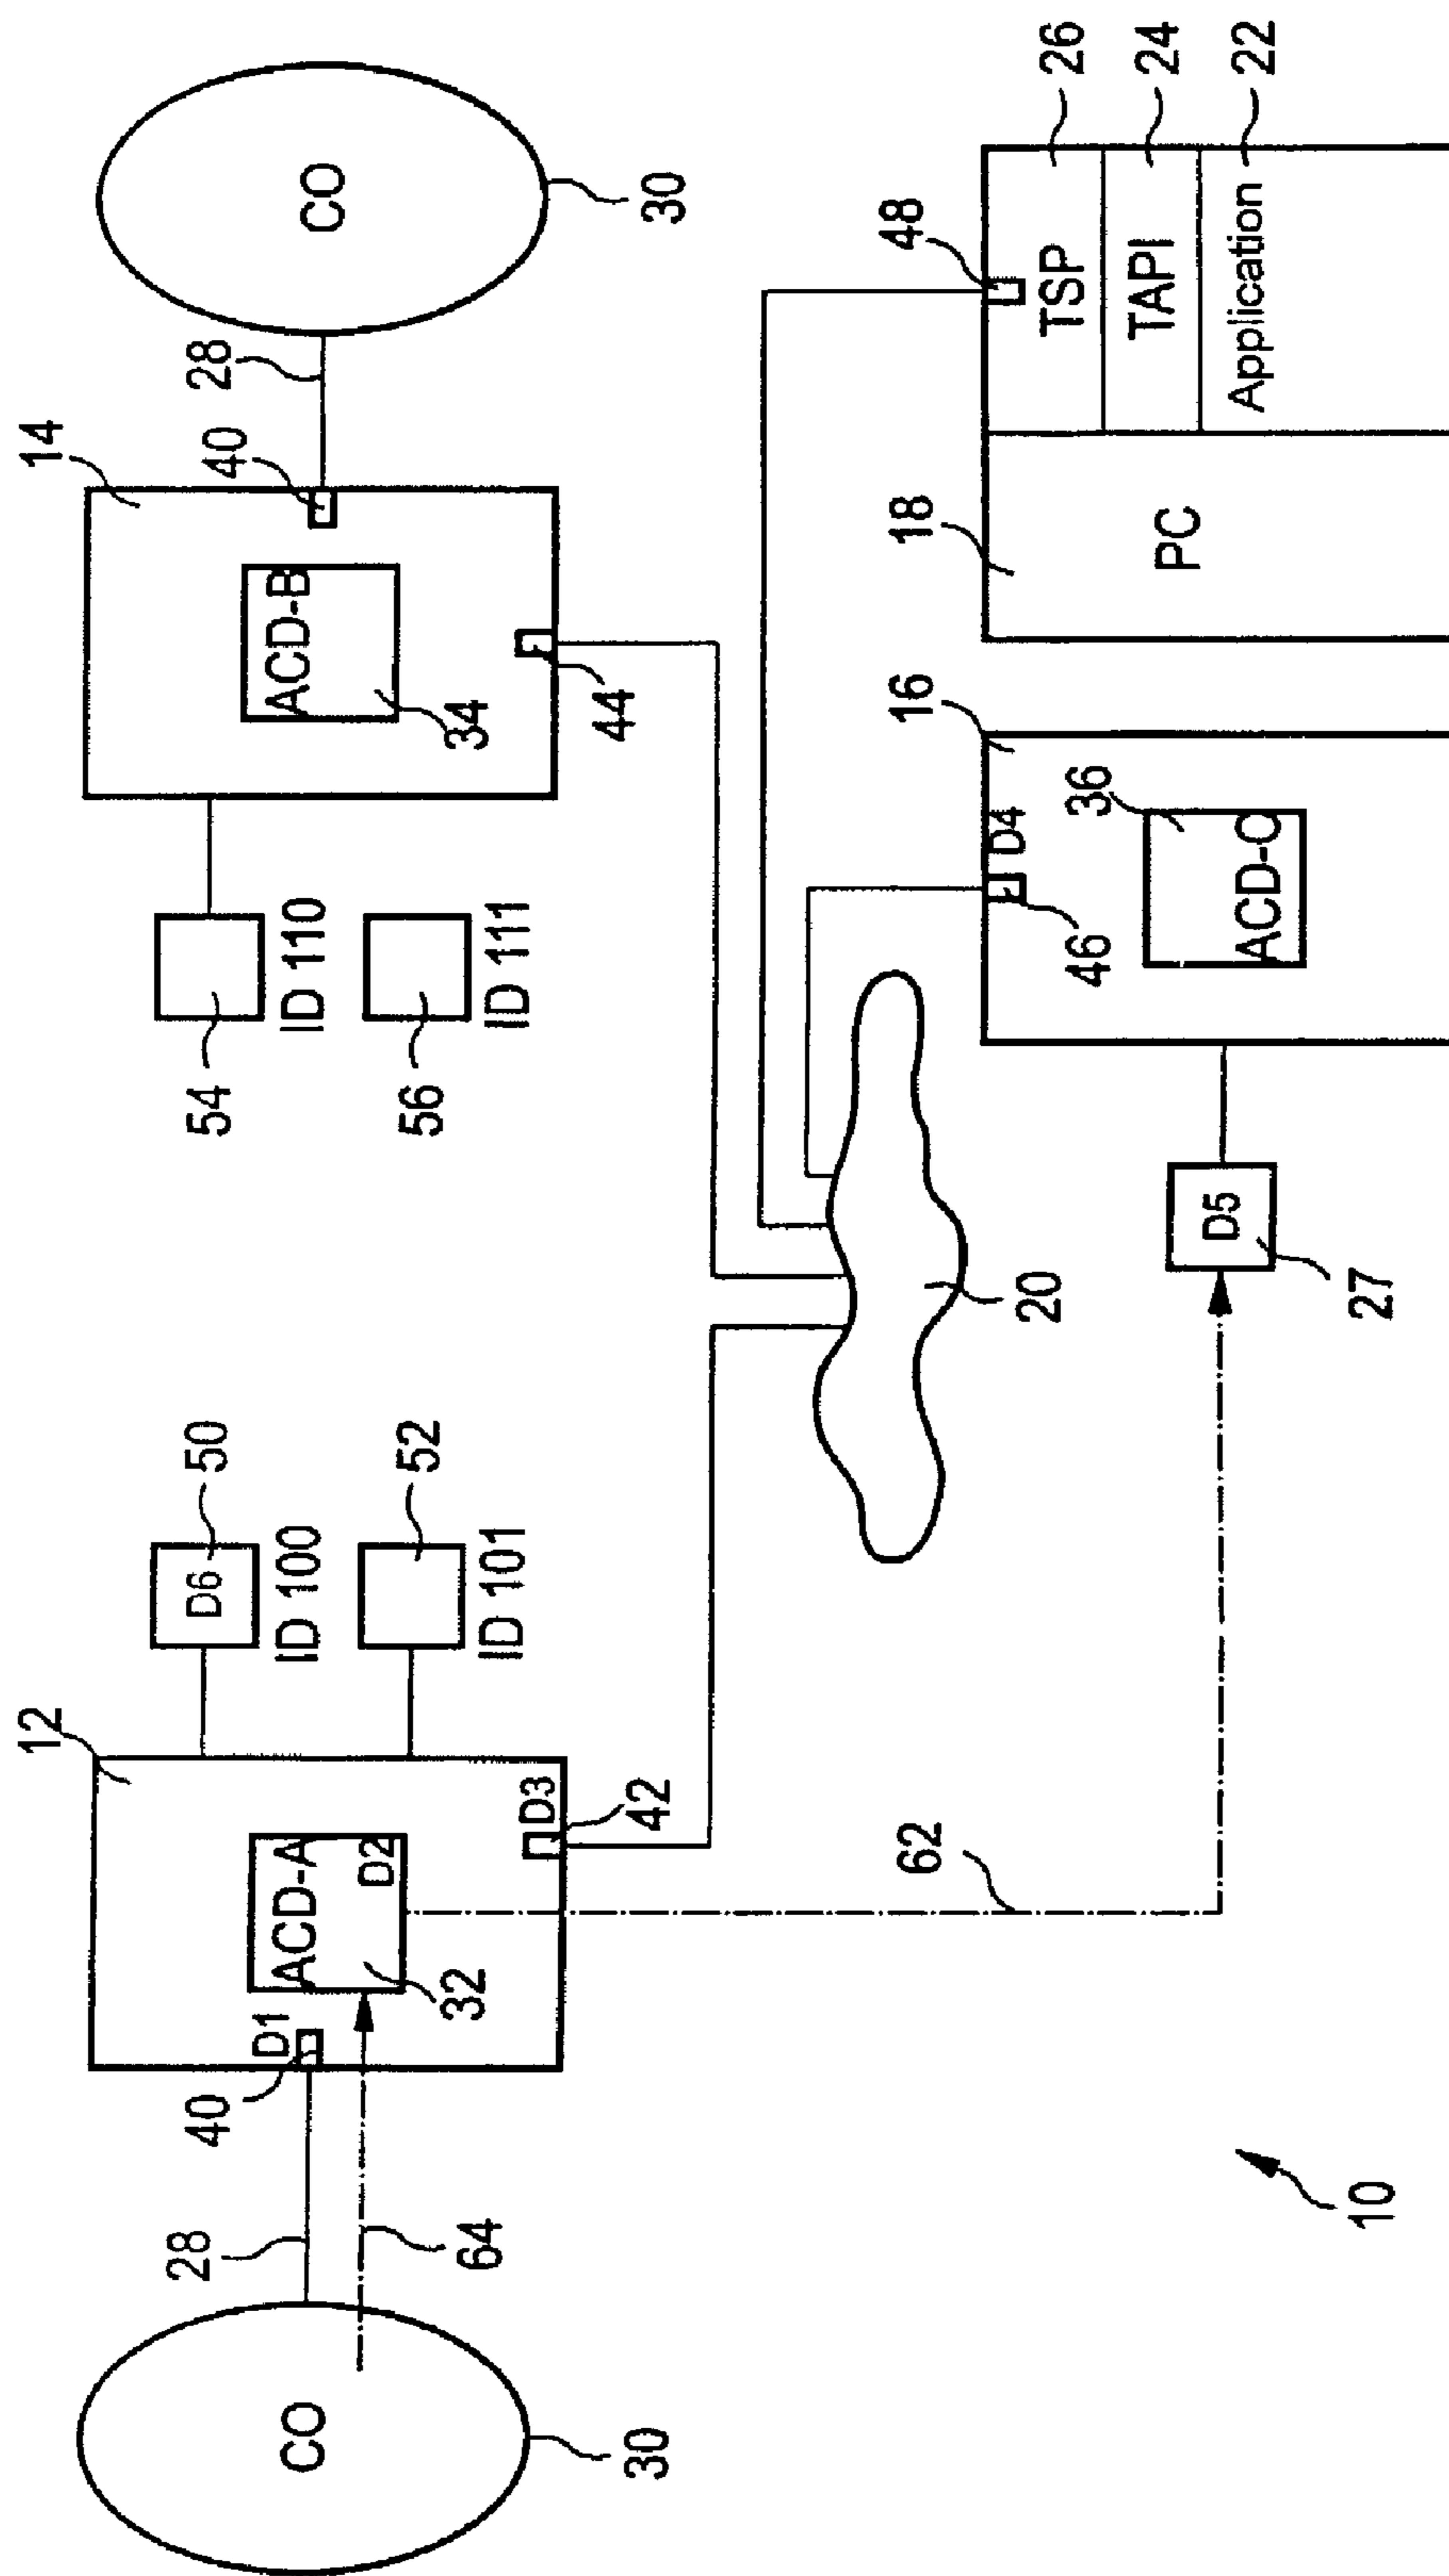 CO
30
28
64
40
D1
12
ACD-A
D2
32
D3
42
D6
50
ID 100
52
ID 101
62
54
ID 110
56
ID 111
14
ACD-B
34
40
44
28
CO
30
20
D5
27
16
D4
46
36
ACD-C
18
PC
48
TSP
26
TAPI
24
Application
22
10